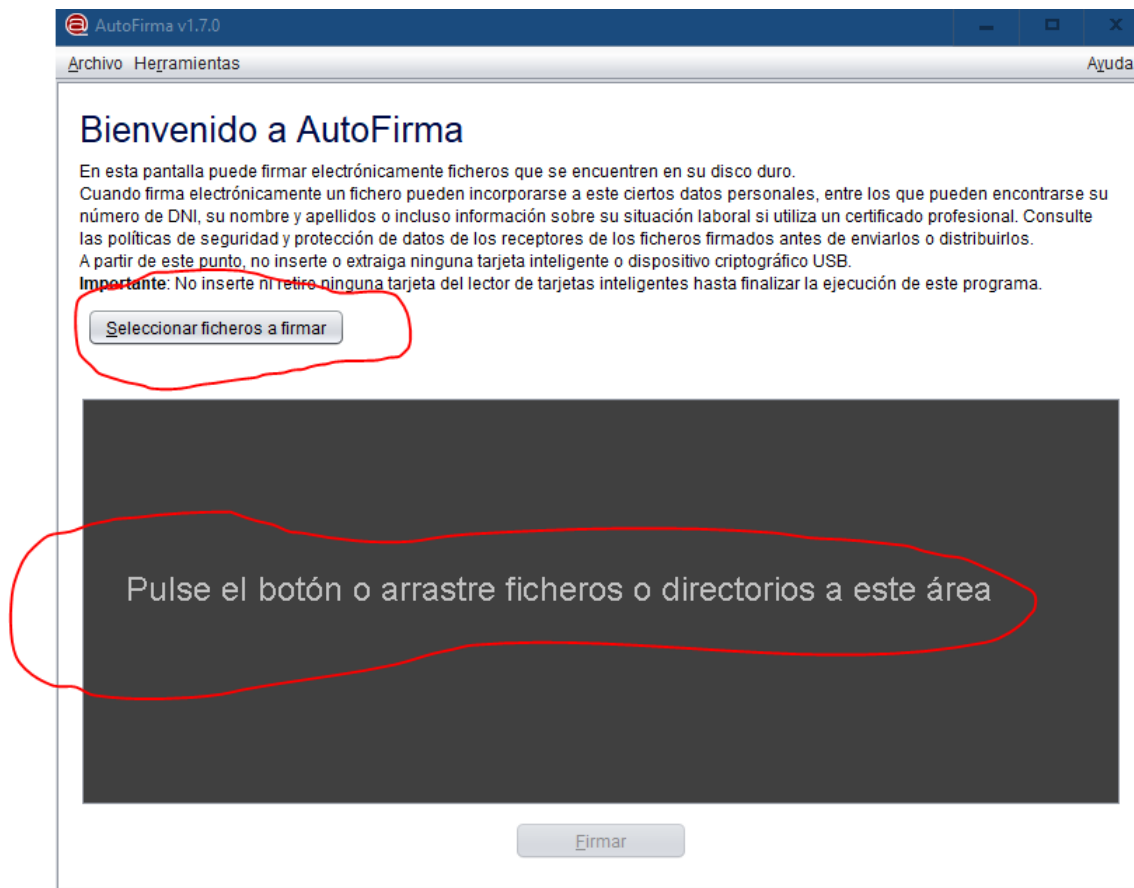 AutoFirma v1.7.0
Archivo Herramientas Ayuda
Bienvenido a AutoFirma
En esta pantalla puede firmar electrónicamente ficheros que se encuentren en su disco duro.
Cuando firma electrónicamente un fichero pueden incorporarse a este ciertos datos personales, entre los que pueden encontrarse su
número de DNI, su nombre y apellidos o incluso información sobre su situación laboral si utiliza un certificado profesional. Consulte
las políticas de seguridad y protección de datos de los receptores de los ficheros firmados antes de enviarlos o distribuirlos.
A partir de este punto, no inserte o extraiga ninguna tarjeta inteligente o dispositivo criptográfico USB.
Importante: No inserte ni retire ninguna tarjeta del lector de tarjetas inteligentes hasta finalizar la ejecución de este programa.
Seleccionar ficheros a firmar
Pulse el botón o arrastre ficheros o directorios a este área
Firmar